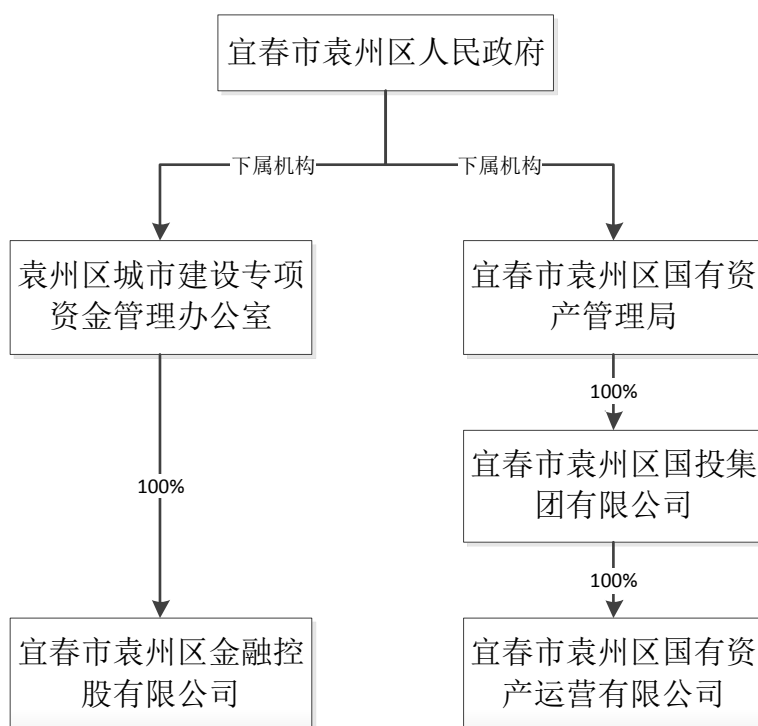 宜春市袁州区人民政府
下属机构
下属机构
袁州区城市建设专项
资金管理办公室
宜春市袁州区国有资
产管理局
100%
宜春市袁州区国投集
团有限公司
100%
100%
宜春市袁州区金融控
股有限公司
宜春市袁州区国有资
产运营有限公司